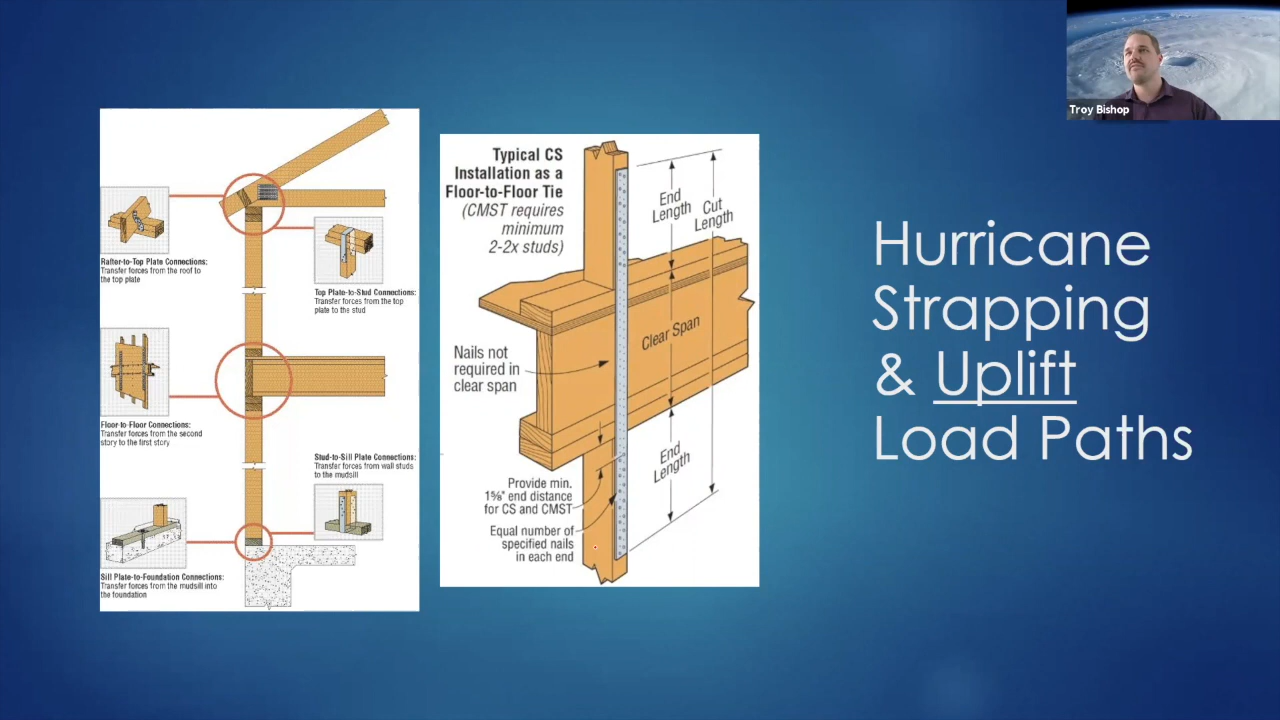 Troy Bishop
Hurricane
Strapping
& Uplift
Load Paths
Rafter-to-Top Plate Connections:
Transfer forces from the roof to
the top plate
Top Plate-to-Stud Connections:
Transfer forces from the top
plate to the stud
Floor-to-Floor Connections:
Transfer forces from the second
story to the first story
Stud-to-Sill Plate Connections:
Transfer forces from wall studs
to the mudsill
Sill Plate-to-Foundation Connections:
Transfer forces from the mudsill into
the foundation
Typical CS
Installation as a
Floor-to-Floor Tie
(CMST requires
minimum
2-2x studs)
End
Length
Cut
Length
Clear Span
Nails not
required in
clear span
End
Length
Provide min.
1⅝" end distance
for CS and CMST
Equal number of
specified nails
in each end